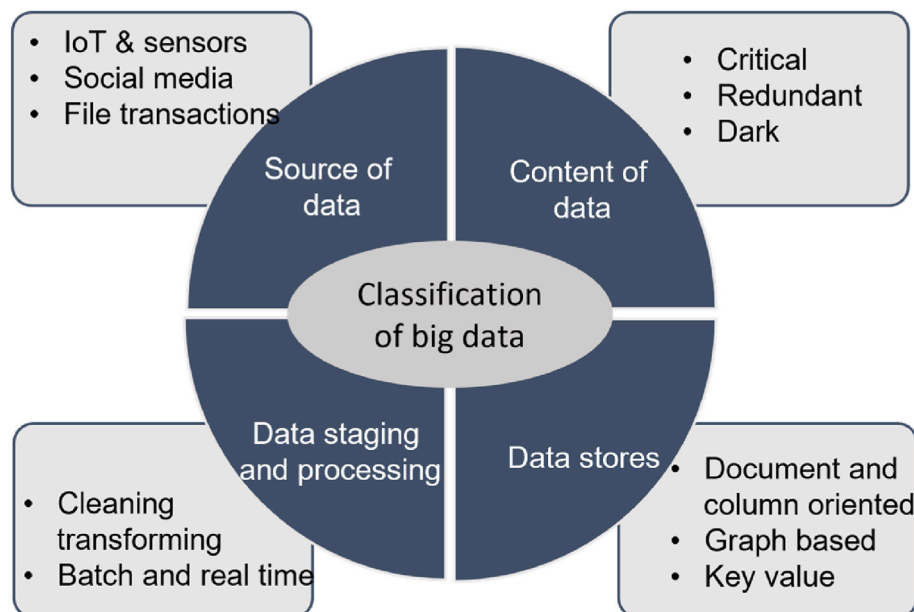 • IoT & sensors
• Social media
• File transactions
• Critical
• Redundant
• Dark
Source of
data
Content of
data
Classification
of big data
Data staging
and processing
Data stores
• Cleaning
transforming
• Batch and real time
• Document and
column oriented
• Graph based
• Key value